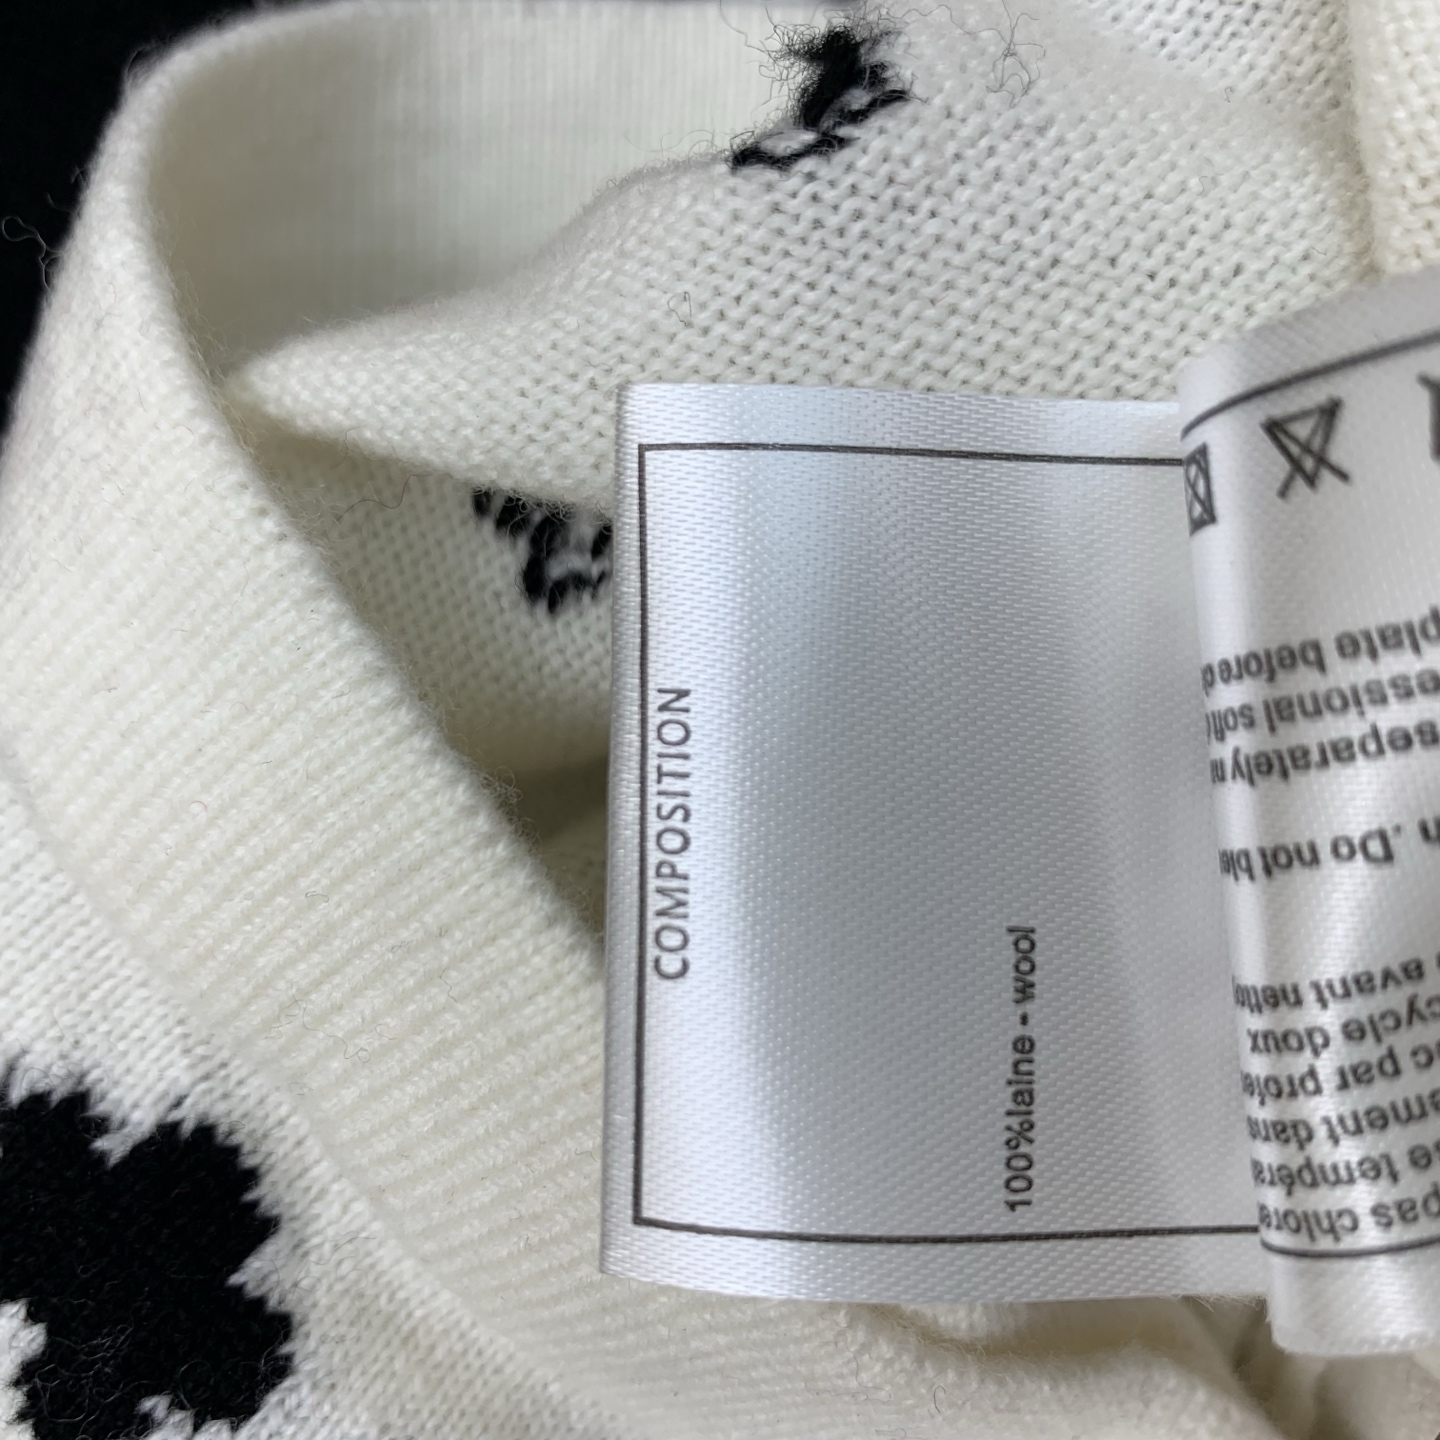 COMPOSITION
100%laine - wool
pas chlore
tempéra
ement dans
c par profes
cycle doux
avant netto
h . Do not ble
separately
essional soft
plate before d